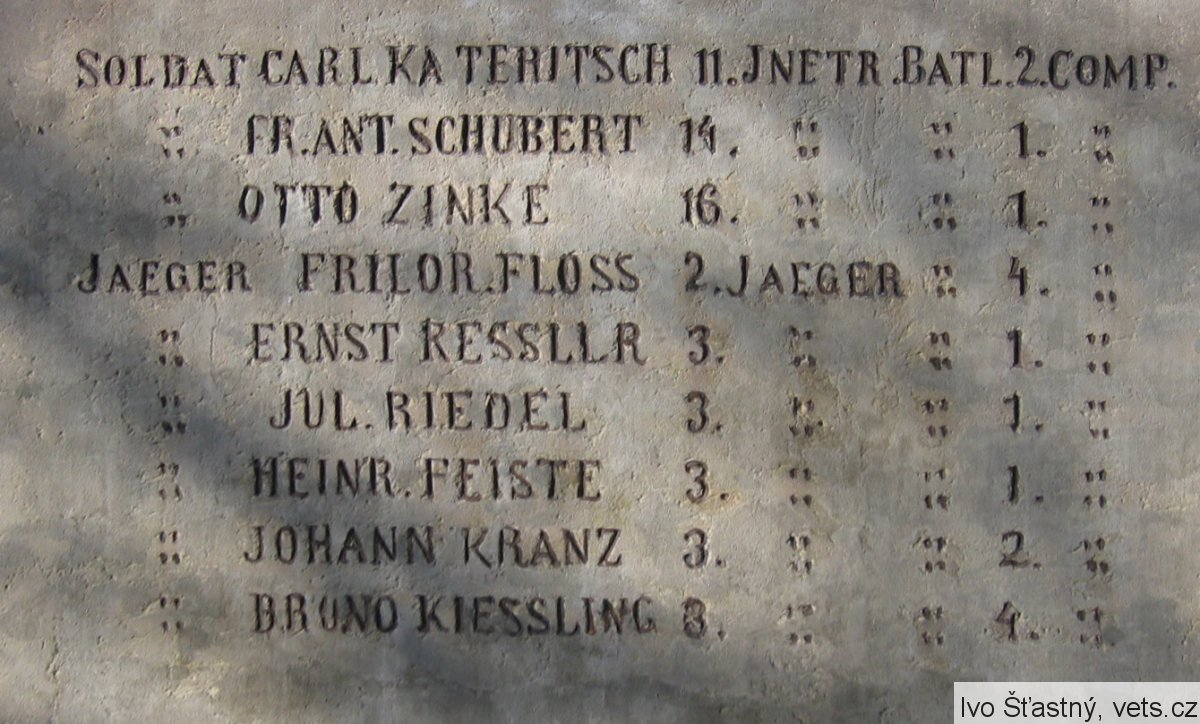 SOLDAT CARL KATERITSCH 11. JNFTR. BATL. 2. COMP.
" FR. ANT. SCHUBERT 14. " " 1. "
" OTTO ZINKE 16. " " 1. "
JAEGER FRILOR. FLOSS 2. JAEGER " 4. "
" ERNST RESSLLR 3. " " 1. "
" JUL. RIEDEL 3. " " 1. "
" HEINR. FEISTE 3. " " 1. "
" JOHANN KRANZ 3. " " 2. "
" BRUNO KIESSLING 3. " " 4. "
Ivo Šťastný, vets.cz